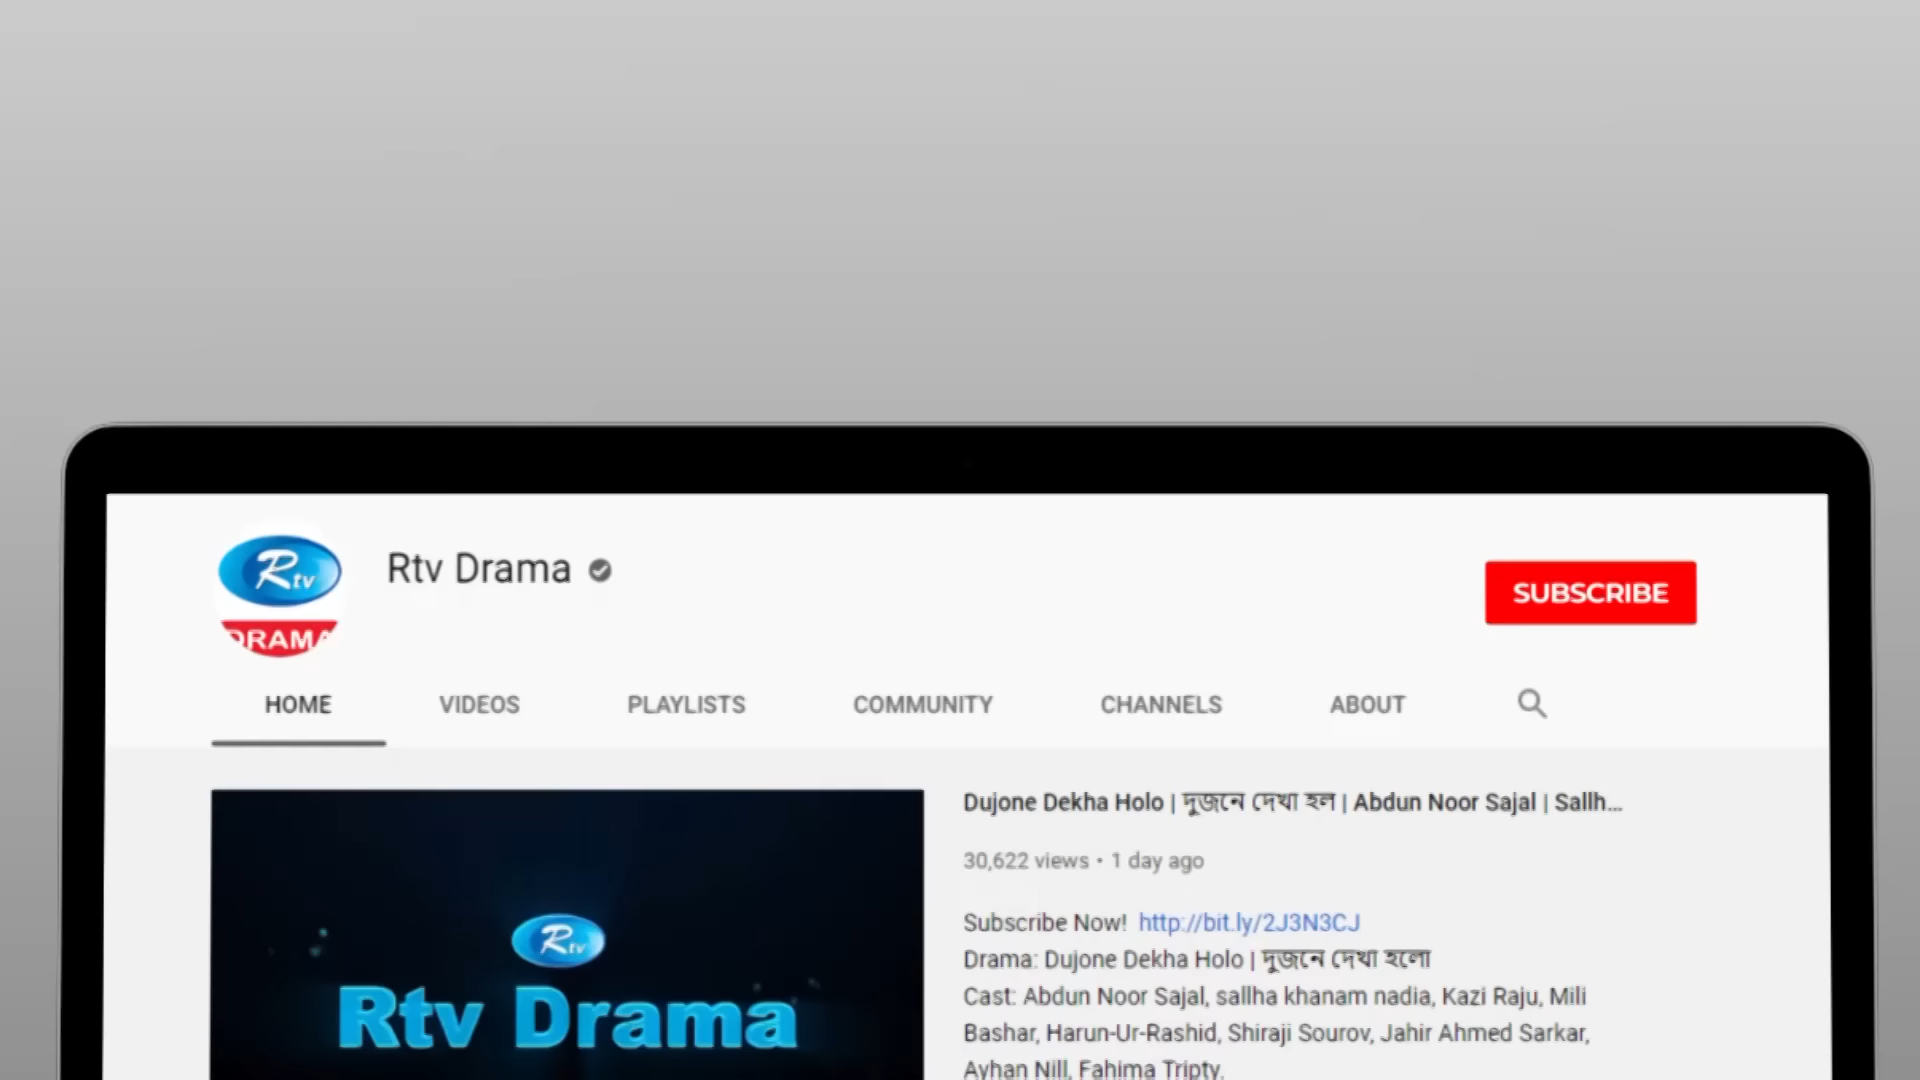 Rtv
DRAMA
Rtv Drama
SUBSCRIBE
HOME VIDEOS PLAYLISTS COMMUNITY CHANNELS ABOUT
Dujone Dekha Holo | দুজনে দেখা হল | Abdun Noor Sajal | Sallh...
30,622 views • 1 day ago
Subscribe Now! http://bit.ly/2J3N3CJ
Drama: Dujone Dekha Holo | দুজনে দেখা হলো
Cast: Abdun Noor Sajal, sallha khanam nadia, Kazi Raju, Mili
Bashar, Harun-Ur-Rashid, Shiraji Sourov, Jahir Ahmed Sarkar,
Ayhan Nill, Fahima Tripty.
Rtv
Rtv Drama